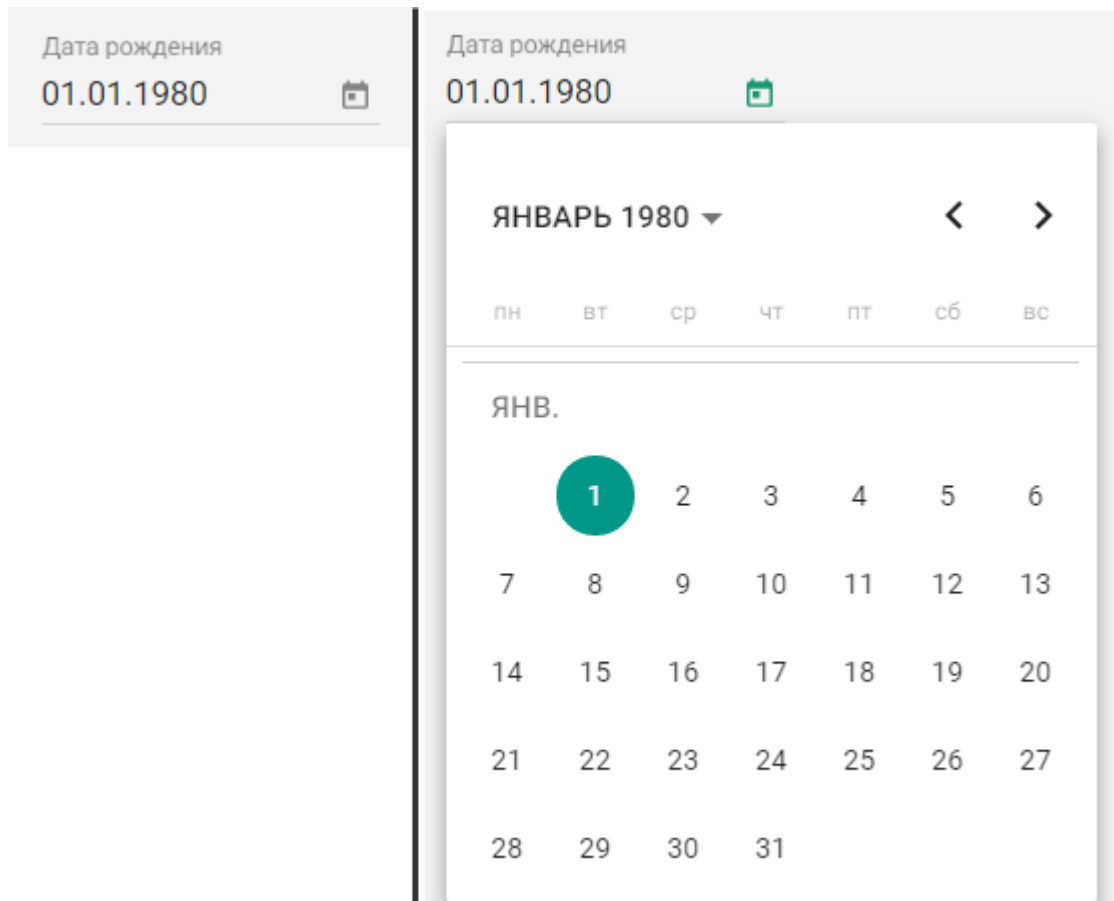 Дата рождения
01.01.1980
Дата рождения
01.01.1980
ЯНВАРЬ 1980
пн вт ср чт пт сб вс
ЯНВ.
1 2 3 4 5 6
7 8 9 10 11 12 13
14 15 16 17 18 19 20
21 22 23 24 25 26 27
28 29 30 31